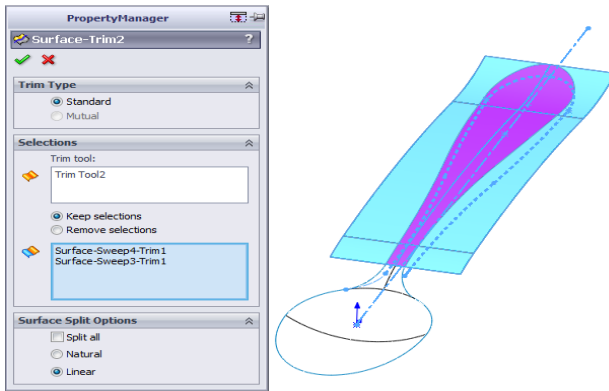 PropertyManager
Surface-Trim2 ?
Trim Type
Standard
Mutual
Selections
Trim tool:
Trim Tool2
Keep selections
Remove selections
Surface-Sweep4-Trim1
Surface-Sweep3-Trim1
Surface Split Options
Split all
Natural
Linear